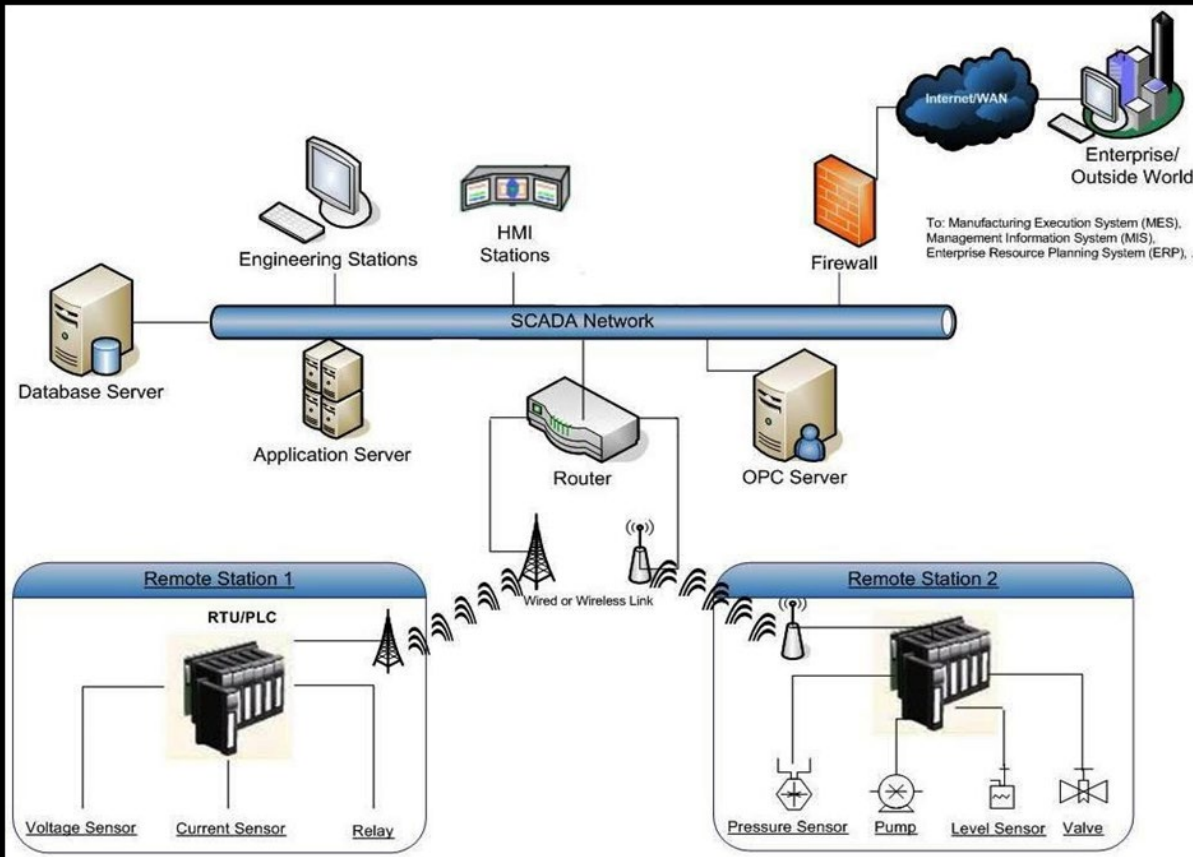 Internet/WAN
Enterprise/
Outside World
To: Manufacturing Execution System (MES),
Management Information System (MIS),
Enterprise Resource Planning System (ERP), .
Engineering Stations
HMI
Stations
Firewall
SCADA Network
Database Server
Application Server
Router
OPC Server
Wired or Wireless Link
Remote Station 1
RTU/PLC
Voltage Sensor
Current Sensor
Relay
Remote Station 2
Pressure Sensor
Pump
Level Sensor
Valve